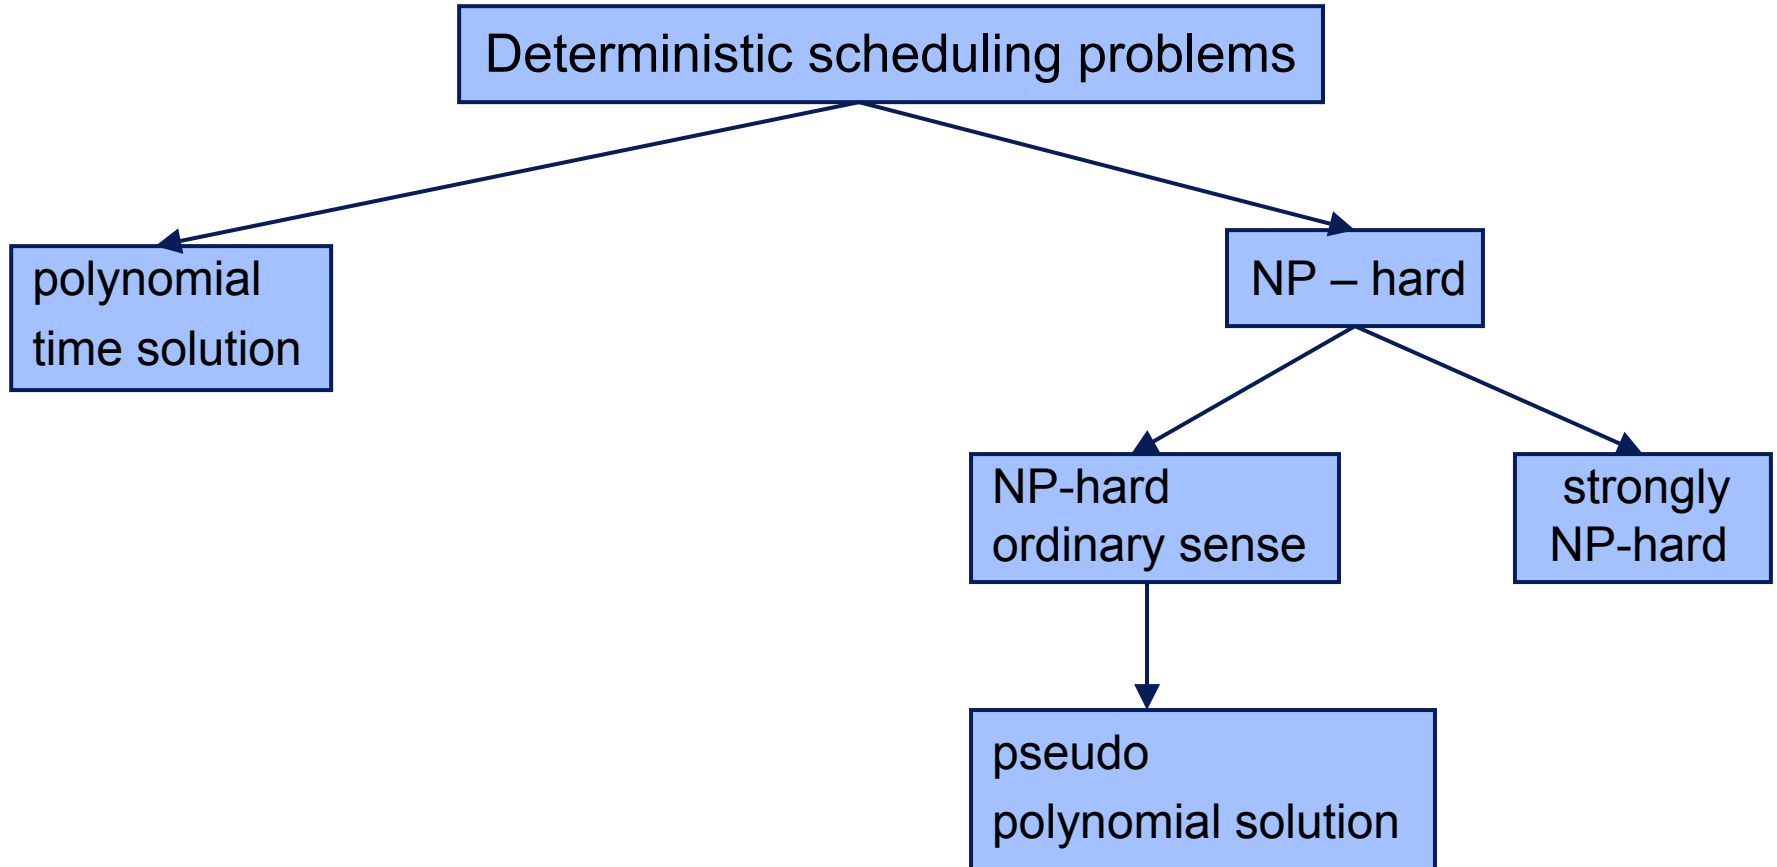 Deterministic scheduling problems
polynomial
time solution
NP – hard
NP-hard
ordinary sense
strongly
NP-hard
pseudo
polynomial solution